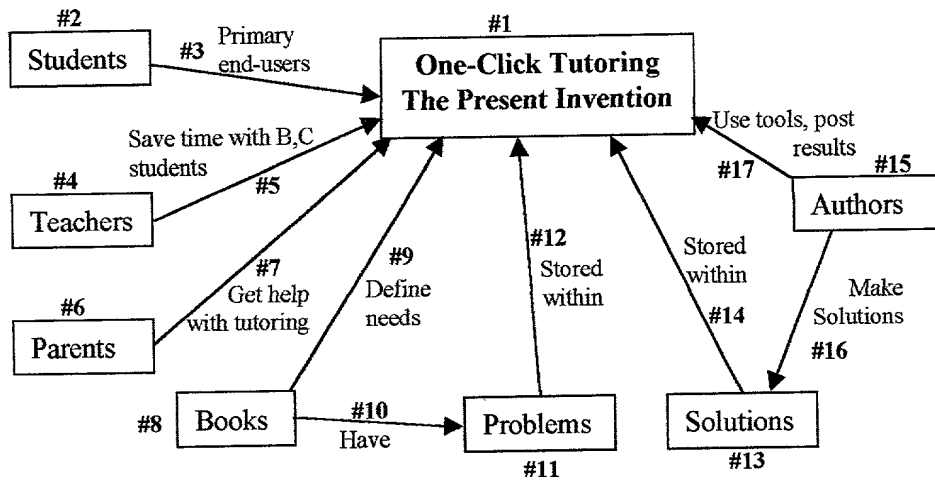 #1
#2
Students
#3 Primary
end-users
One-Click Tutoring
The Present Invention
Save time with B,C
students
#5
#4
Teachers
Use tools, post
results
#17
#15
Authors
#7
Get help
with tutoring
#9
Define
needs
#12
Stored
within
Stored
within
#14
Make
Solutions
#16
#6
Parents
#8
Books
#10
Have
Problems
#11
Solutions
#13